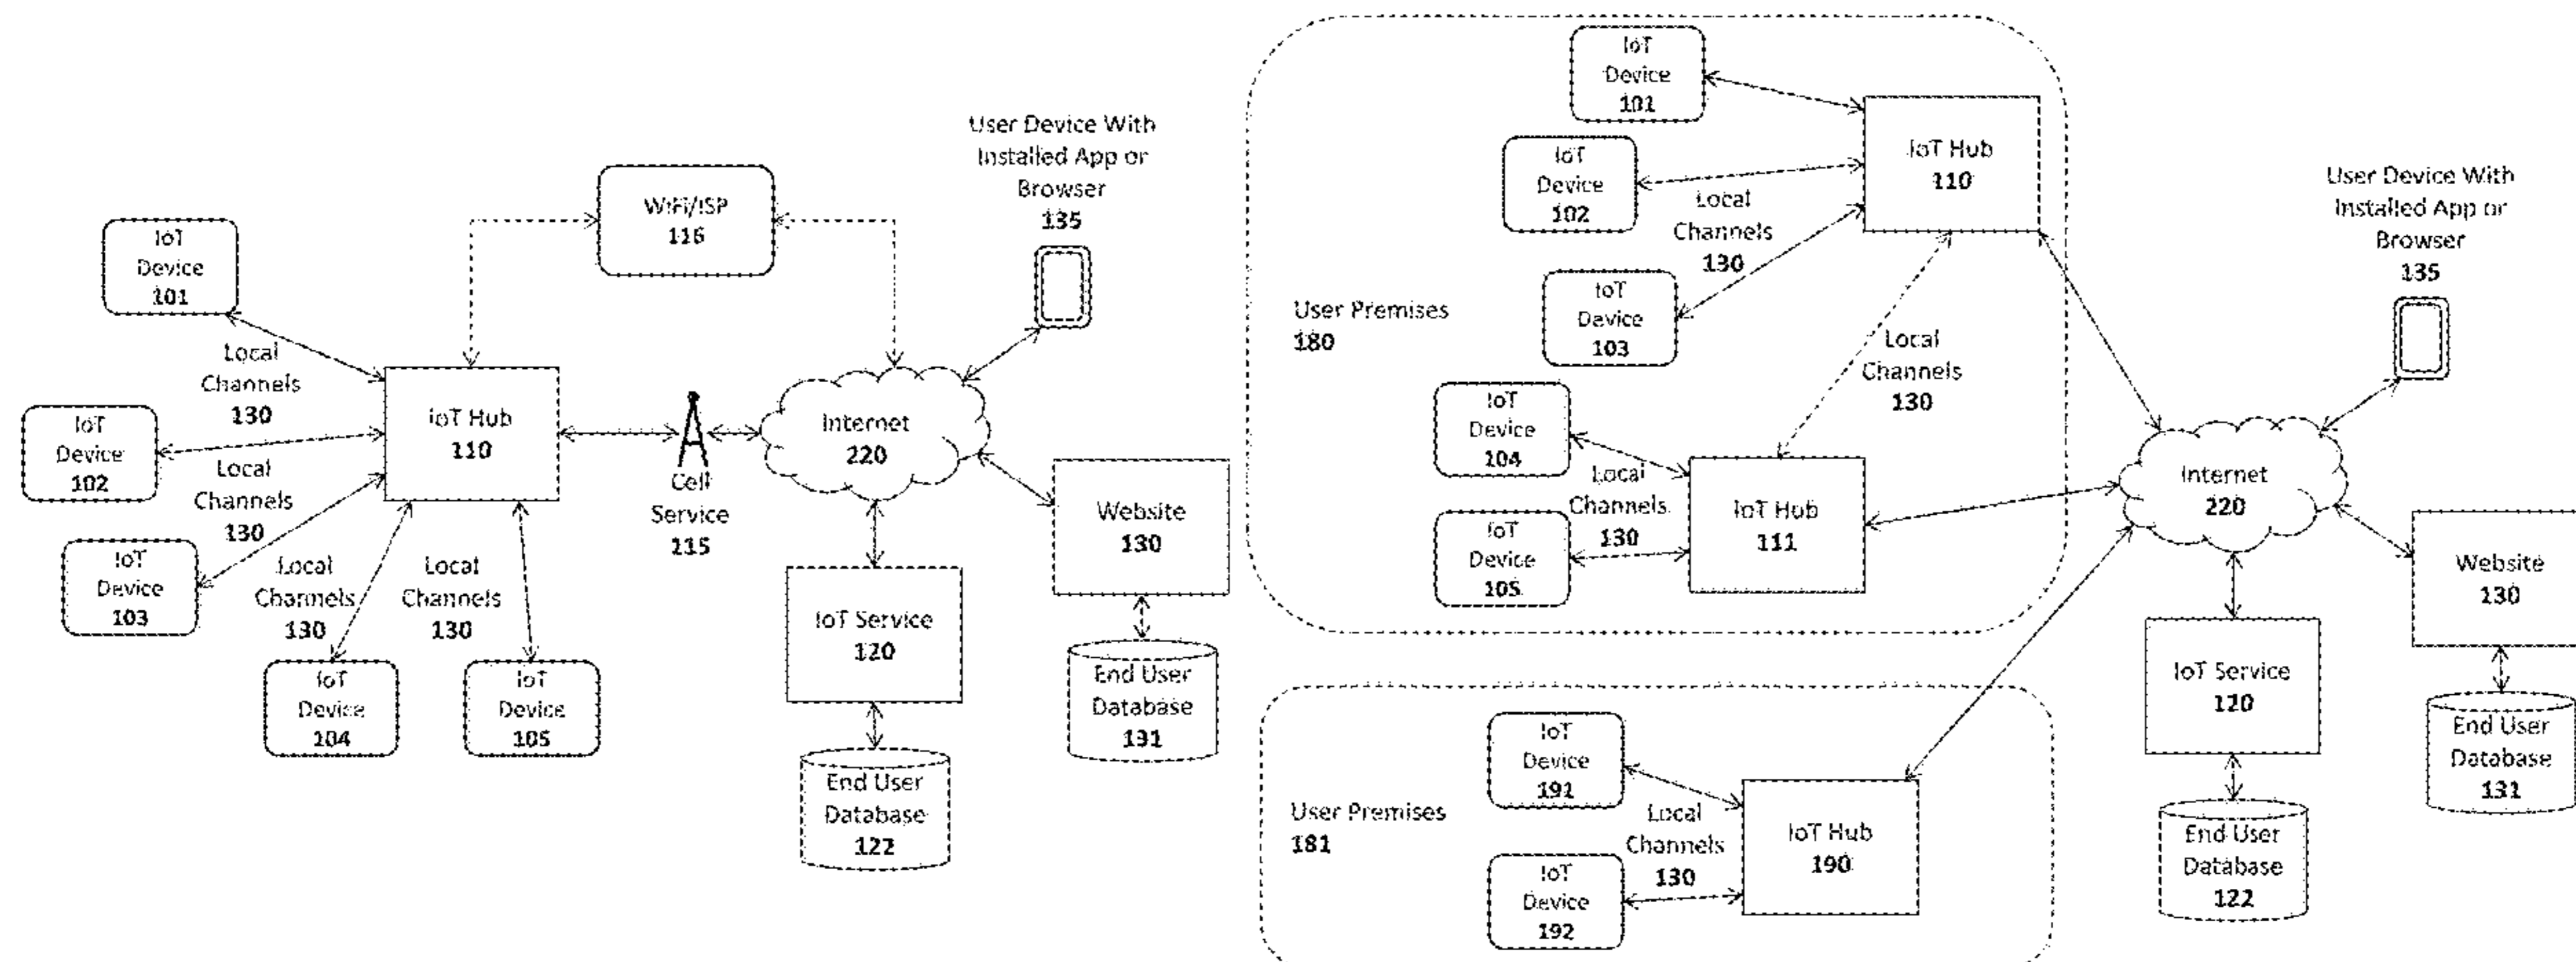 User Device With
Installed App or
Browser
135
WiFi/ISP
116
IoT
Device
101
Local
Channels
130
IoT
Device
102
Local
Channels
130
IoT
Device
103
Local
Channels
130
Local
Channels
130
IoT
Device
104
IoT
Device
105
IoT Hub
110
Cell
Service
115
Internet
220
Website
130
End User
Database
131
IoT Service
120
End User
Database
122
User Premises
180
IoT
Device
101
IoT
Device
102
IoT
Device
103
Local
Channels
130
IoT Hub
110
Local
Channels
130
IoT
Device
104
IoT
Device
105
Local
Channels
130
IoT Hub
111
User Premises
181
IoT
Device
191
IoT
Device
192
Local
Channels
130
IoT Hub
190
User Device With
Installed App or
Browser
135
Internet
220
Website
130
End User
Database
131
IoT Service
120
End User
Database
122